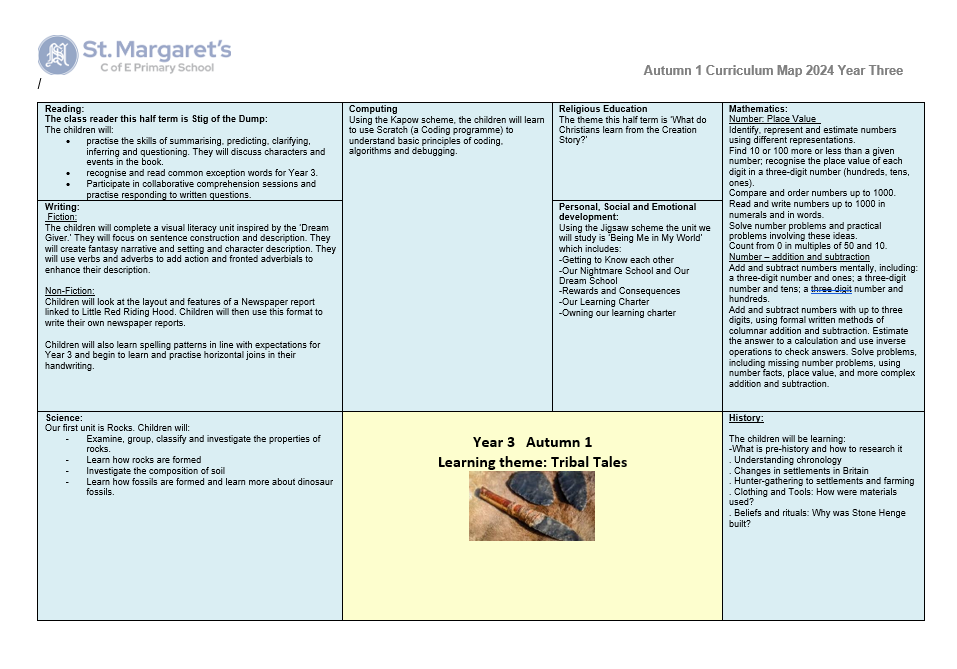 St. Margaret's
C of E Primary School
/
Autumn 1 Curriculum Map 2024 Year Three
Reading:
The class reader this half term is Stig of the Dump:
The children will:
• practise the skills of summarising, predicting, clarifying,
inferring and questioning. They will discuss characters and
events in the book.
• recognise and read common exception words for Year 3.
• Participate in collaborative comprehension sessions and
practise responding to written questions.
Computing
Using the Kapow scheme, the children will learn
to use Scratch (a Coding programme) to
understand basic principles of coding,
algorithms and debugging.
Religious Education
The theme this half term is 'What do
Christians learn from the Creation
Story?'
Mathematics:
Number: Place Value
Identify, represent and estimate numbers
using different representations.
Find 10 or 100 more or less than a given
number; recognise the place value of each
digit in a three-digit number (hundreds, tens,
ones).
Compare and order numbers up to 1000.
Read and write numbers up to 1000 in
numerals and in words.
Solve number problems and practical
problems involving these ideas.
Count from 0 in multiples of 50 and 10.
Number – addition and subtraction
Add and subtract numbers mentally, including:
a three-digit number and ones; a three-digit
number and tens; a three digit number and
hundreds.
Add and subtract numbers with up to three
digits, using formal written methods of
columnar addition and subtraction. Estimate
the answer to a calculation and use inverse
operations to check answers. Solve problems,
including missing number problems, using
number facts, place value, and more complex
addition and subtraction.
Writing:
Fiction:
The children will complete a visual literacy unit inspired by the 'Dream
Giver.' They will focus on sentence construction and description. They
will create fantasy narrative and setting and character description. They
will use verbs and adverbs to add action and fronted adverbials to
enhance their description.
Non-Fiction:
Children will look at the layout and features of a Newspaper report
linked to Little Red Riding Hood. Children will then use this format to
write their own newspaper reports.
Children will also learn spelling patterns in line with expectations for
Year 3 and begin to learn and practise horizontal joins in their
handwriting.
Personal, Social and Emotional
development:
Using the Jigsaw scheme the unit we
will study is 'Being Me in My World'
which includes:
-Getting to Know each other
-Our Nightmare School and Our
Dream School
-Rewards and Consequences
-Our Learning Charter
-Owning our learning charter
Science:
Our first unit is Rocks. Children will:
- Examine, group, classify and investigate the properties of
rocks.
- Learn how rocks are formed
- Investigate the composition of soil
- Learn how fossils are formed and learn more about dinosaur
fossils.
Year 3 Autumn 1
Learning theme: Tribal Tales
History:
The children will be learning:
-What is pre-history and how to research it
. Understanding chronology
. Changes in settlements in Britain
. Hunter-gathering to settlements and farming
. Clothing and Tools: How were materials
used?
. Beliefs and rituals: Why was Stone Henge
built?